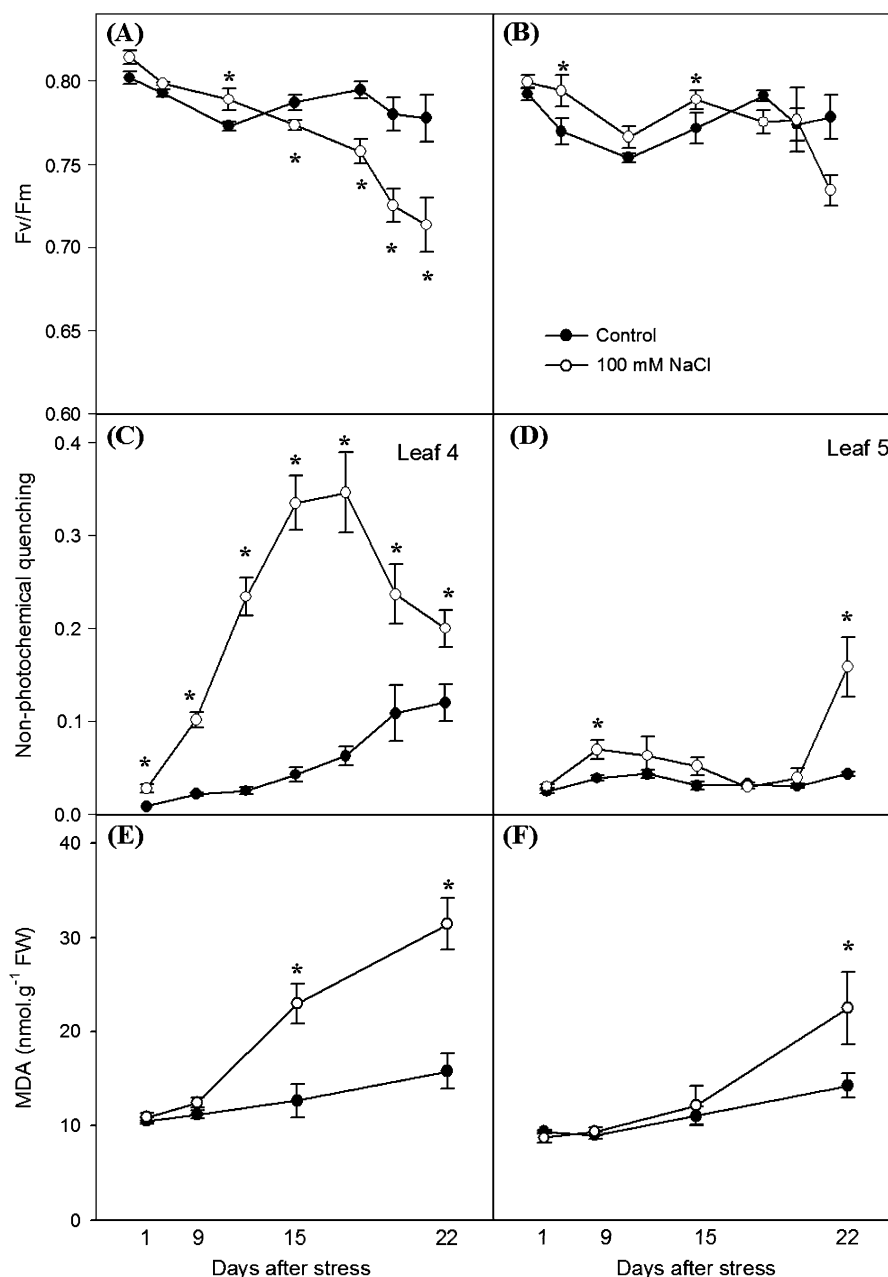 (A)
(B)
0.80
0.75
0.70
0.65
0.60
Fv/Fm
* * * * *
* *
Control
100 mM NaCl
(C)
(D)
Leaf 4
Leaf 5
0.4
0.3
0.2
0.1
0.0
Non-photochemical quenching
* * * * * * *
* *
(E)
(F)
40
30
20
10
0
MDA (nmol.g⁻¹ FW)
* *
*
1 9 15 22
1 9 15 22
Days after stress
Days after stress